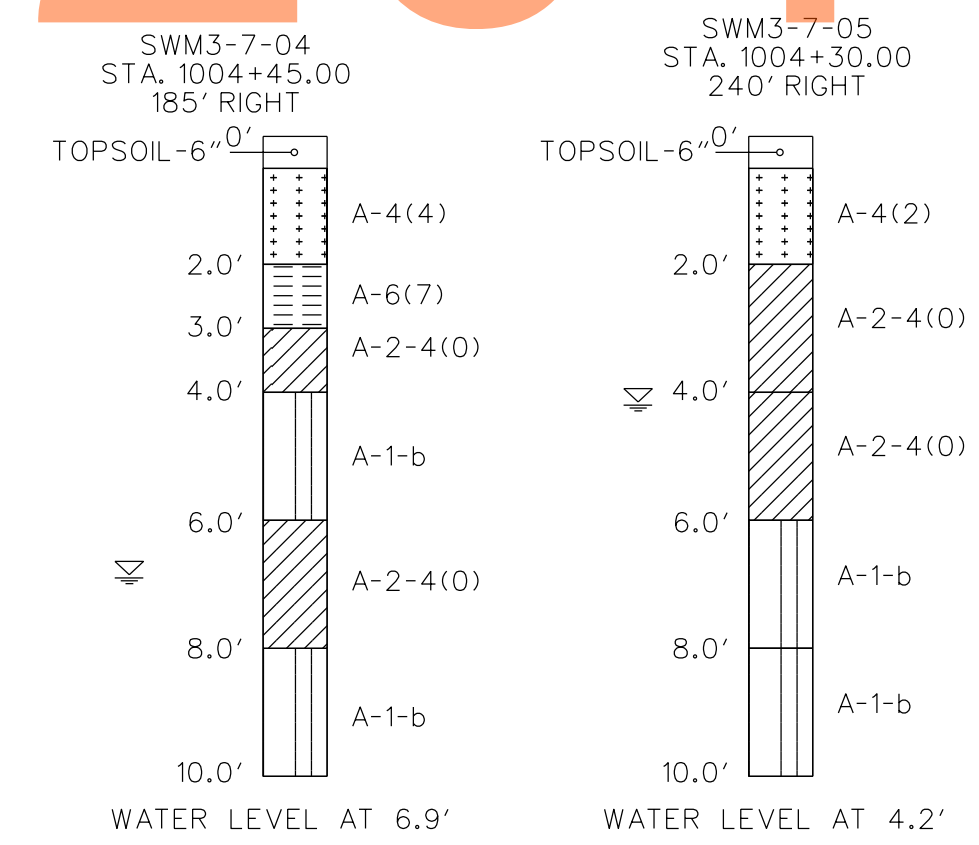 SWM3-7-04
STA. 1004+45.00
185' RIGHT
0'
TOPSOIL-6"
A-4(4)
2.0'
A-6(7)
3.0'
A-2-4(0)
4.0'
A-1-b
6.0'
A-2-4(0)
8.0'
A-1-b
10.0'
WATER LEVEL AT 6.9'
SWM3-7-05
STA. 1004+30.00
240' RIGHT
0'
TOPSOIL-6"
A-4(2)
2.0'
A-2-4(0)
4.0'
A-2-4(0)
6.0'
A-1-b
8.0'
A-1-b
10.0'
WATER LEVEL AT 4.2'